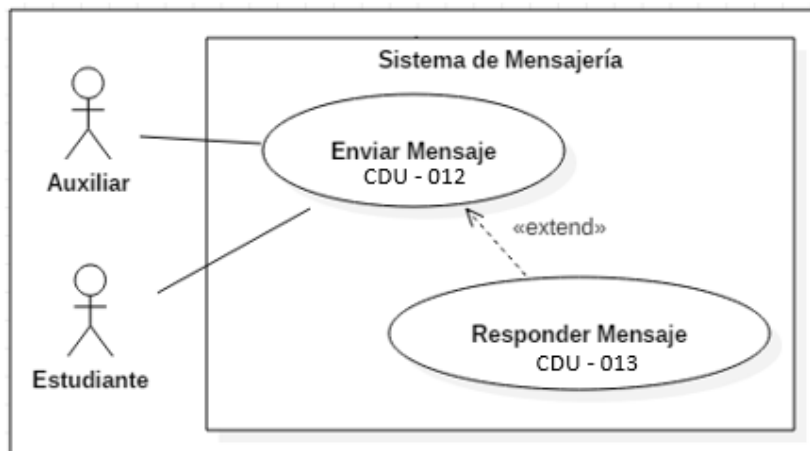 Sistema de Mensajería
Enviar Mensaje
CDU - 012
Auxiliar
«extend»
Responder Mensaje
CDU - 013
Estudiante